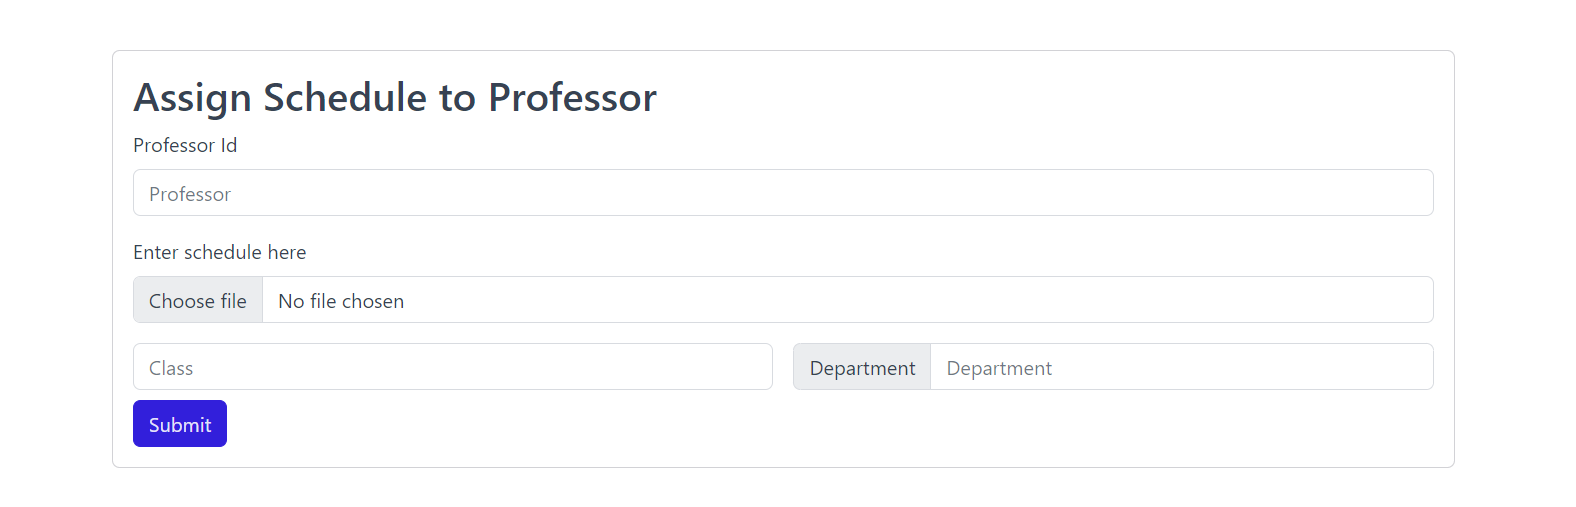 Assign Schedule to Professor
Professor Id
Professor
Enter schedule here
Choose file No file chosen
Class Department Department
Submit